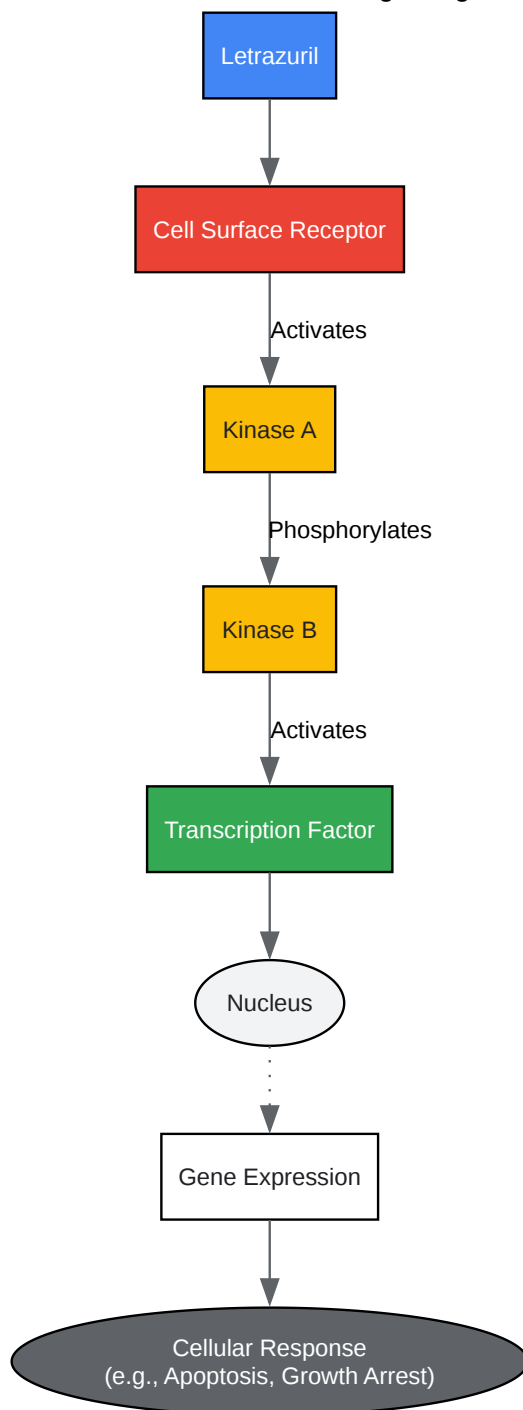 Letrazuril
Cell Surface Receptor
Activates
Kinase A
Phosphorylates
Kinase B
Activates
Transcription Factor
Nucleus
Gene Expression
Cellular Response
(e.g., Apoptosis, Growth Arrest)